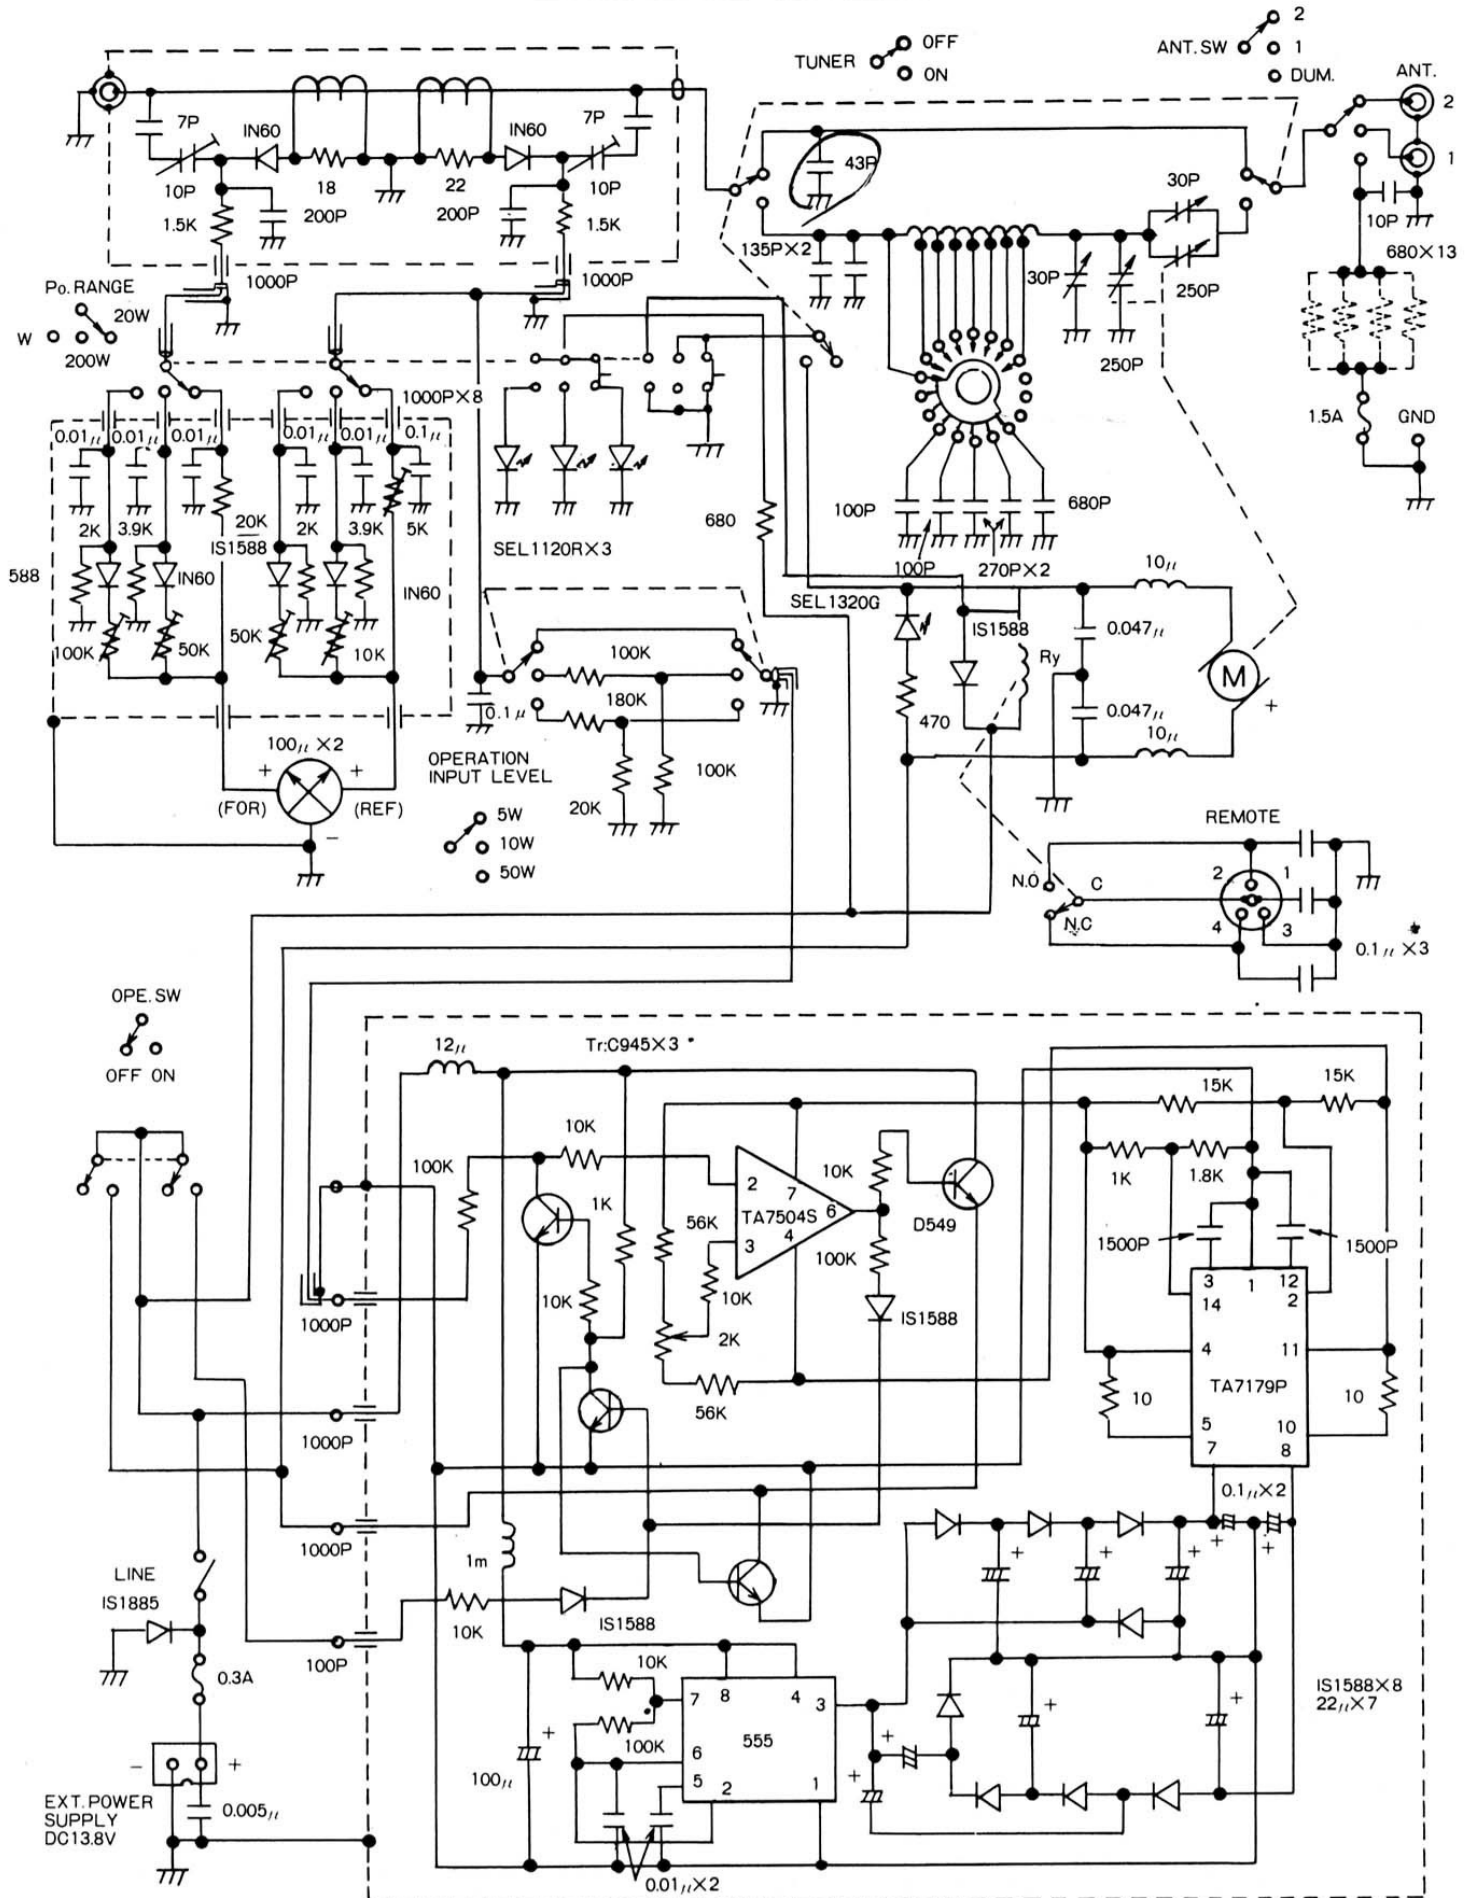 2
TUNER
OFF
ON
ANT.SW
1
DUM.
ANT.
2
1
7P
IN60
IN60
7P
10P
18
22
10P
200P
200P
1.5K
1.5K
43P
30P
10P
135P×2
680×13
1000P
1000P
30P
250P
250P
Po.RANGE
20W
W
200W
1000P×8
0.01μ
0.01μ
0.01μ
0.01μ
0.01μ
0.1μ
1.5A
GND
100P
680P
2K
3.9K
20K
2K
3.9K
5K
680
IS1588
SEL1120R×3
588
IN60
IN60
100P
270P×2
10μ
SEL1320G
IS1588
0.047μ
100K
50K
50K
10K
100K
Ry
M
180K
0.1μ
470
0.047μ
+
10μ
100μ×2
OPERATION
INPUT LEVEL
100K
+
+
(FOR)
(REF)
20K
−
5W
10W
50W
REMOTE
N.O
C
2
1
N.C
4
3
0.1μ×3
OPE.SW
OFF ON
12μ
Tr:C945×3
15K
15K
10K
100K
1K
10K
1K
1.8K
2
7
TA7504S
6
D549
56K
3
4
100K
1500P
1500P
10K
10K
IS1588
3
1
12
14
2
1000P
2K
4
11
TA7179P
56K
10
10
5
10
7
8
1000P
0.1μ×2
1000P
1m
+
+
+
+
+
LINE
IS1885
10K
IS1588
100P
0.3A
10K
7
8
4
3
IS1588×8
22μ×7
+
+
100K
555
+
+
−
+
6
100μ
5
2
1
+
EXT.POWER
SUPPLY
DC13.8V
0.005μ
0.01μ×2